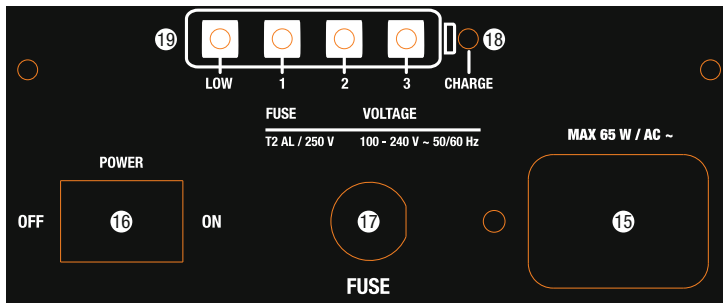 ⑲ ⑱
LOW 1 2 3 CHARGE
FUSE VOLTAGE
T2 AL / 250 V 100 - 240 V ~ 50/60 Hz
MAX 65 W / AC ~
POWER
OFF ⑯ ON ⑰ ⑮
FUSE